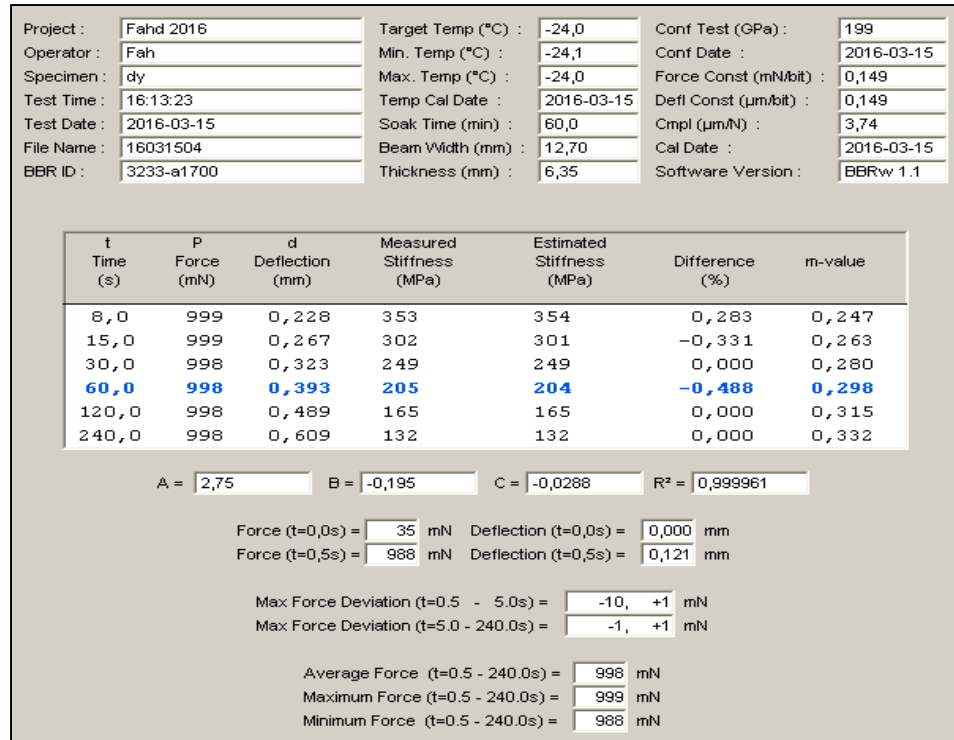 Project : Fahd 2016 Target Temp (°C) : -24,0 Conf Test (GPa) : 199
Operator : Fah Min. Temp (°C) : -24,1 Conf Date : 2016-03-15
Specimen : dy Max. Temp (°C) : -24,0 Force Const (mN/bit) : 0,149
Test Time : 16:13:23 Temp Cal Date : 2016-03-15 Defl Const (µm/bit) : 0,149
Test Date : 2016-03-15 Soak Time (min) : 60,0 Cmpl (µm/N) : 3,74
File Name : 16031504 Beam Width (mm) : 12,70 Cal Date : 2016-03-15
BBR ID : 3233-a1700 Thickness (mm) : 6,35 Software Version : BBRw 1.1
t P d Measured Estimated
Time Force Deflection Stiffness Stiffness Difference m-value
(s) (mN) (mm) (MPa) (MPa) (%)
8,0 999 0,228 353 354 0,283 0,247
15,0 999 0,267 302 301 -0,331 0,263
30,0 998 0,323 249 249 0,000 0,280
60,0 998 0,393 205 204 -0,488 0,298
120,0 998 0,489 165 165 0,000 0,315
240,0 998 0,609 132 132 0,000 0,332
A = 2,75 B = -0,195 C = -0,0288 R² = 0,999961
Force (t=0,0s) = 35 mN Deflection (t=0,0s) = 0,000 mm
Force (t=0,5s) = 988 mN Deflection (t=0,5s) = 0,121 mm
Max Force Deviation (t=0.5 - 5.0s) = -10, +1 mN
Max Force Deviation (t=5.0 - 240.0s) = -1, +1 mN
Average Force (t=0.5 - 240.0s) = 998 mN
Maximum Force (t=0.5 - 240.0s) = 999 mN
Minimum Force (t=0.5 - 240.0s) = 988 mN